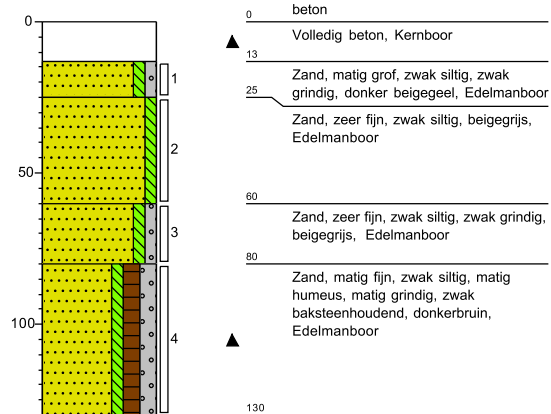 beton
0
0
Volledig beton, Kernboor
13
1
Zand, matig grof, zwak siltig, zwak
grindig, donker beigegeel, Edelmanboor
25
2
Zand, zeer fijn, zwak siltig, beigegrijs,
Edelmanboor
50
60
3
Zand, zeer fijn, zwak siltig, zwak grindig,
beigegrijs, Edelmanboor
80
Zand, matig fijn, zwak siltig, matig
humeus, matig grindig, zwak
baksteenhoudend, donkerbruin,
Edelmanboor
100
4
130